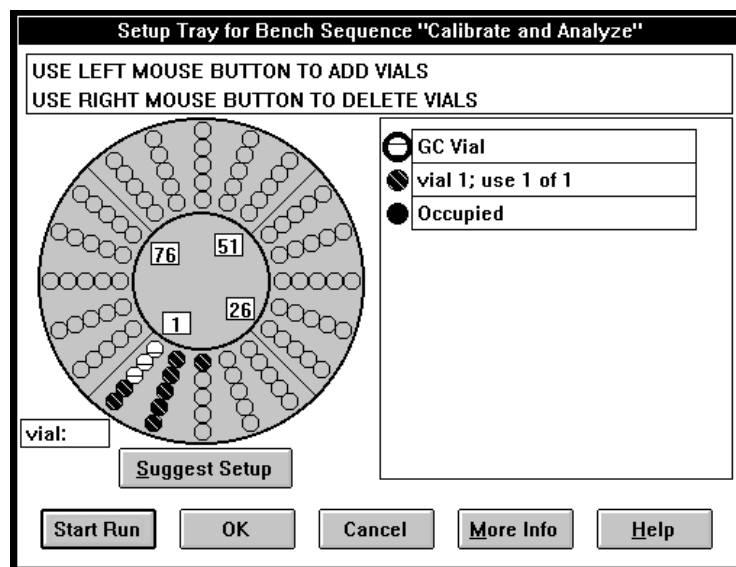 Setup Tray for Bench Sequence "Calibrate and Analyze"
USE LEFT MOUSE BUTTON TO ADD VIALS
USE RIGHT MOUSE BUTTON TO DELETE VIALS
GC Vial
vial 1; use 1 of 1
Occupied
76
51
1
26
vial:
Suggest Setup
Start Run
OK
Cancel
More Info
Help